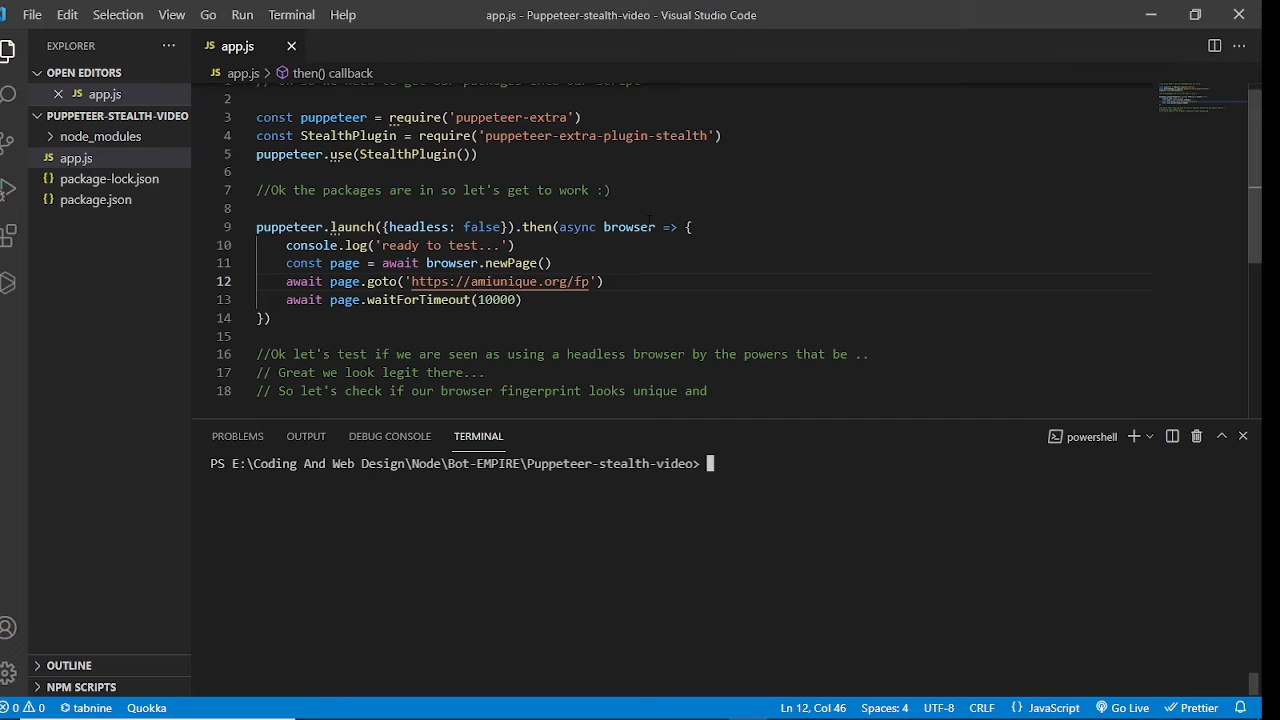 File Edit Selection View Go Run Terminal Help
app.js - Puppeteer-stealth-video - Visual Studio Code
EXPLORER
JS app.js
OPEN EDITORS
JS app.js > then() callback
JS app.js
PUPPETEER-STEALTH-VIDEO
node_modules
JS app.js
{} package-lock.json
{} package.json
2
3 const puppeteer = require('puppeteer-extra')
4 const StealthPlugin = require('puppeteer-extra-plugin-stealth')
5 puppeteer.use(StealthPlugin())
6
7 //Ok the packages are in so let's get to work :)
8
9 puppeteer.launch({headless: false}).then(async browser => {
10 console.log('ready to test...')
11 const page = await browser.newPage()
12 await page.goto('https://amiunique.org/fp')
13 await page.waitForTimeout(10000)
14 })
15
16 //Ok let's test if we are seen as using a headless browser by the powers that be ..
17 // Great we look legit there...
18 // So let's check if our browser fingerprint looks unique and
PROBLEMS OUTPUT DEBUG CONSOLE TERMINAL
powershell
PS E:\Coding And Web Design\Node\Bot-EMPIRE\Puppeteer-stealth-video>
OUTLINE
NPM SCRIPTS
0 0 tabnine Quokka
Ln 12, Col 46 Spaces: 4 UTF-8 CRLF {} JavaScript Go Live Prettier